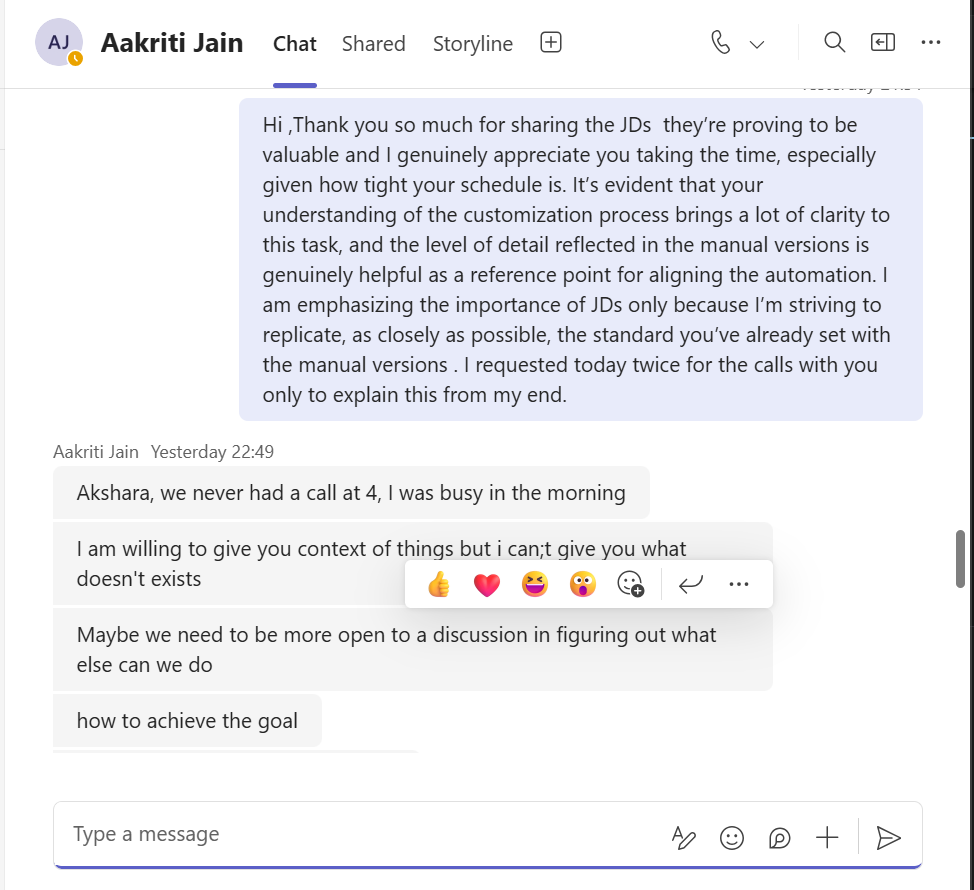 AJ
Aakriti Jain
Chat
Shared
Storyline
Hi ,Thank you so much for sharing the JDs  they're proving to be
valuable and I genuinely appreciate you taking the time, especially
given how tight your schedule is. It's evident that your
understanding of the customization process brings a lot of clarity to
this task, and the level of detail reflected in the manual versions is
genuinely helpful as a reference point for aligning the automation. I
am emphasizing the importance of JDs only because I'm striving to
replicate, as closely as possible, the standard you've already set with
the manual versions . I requested today twice for the calls with you
only to explain this from my end.
Aakriti Jain Yesterday 22:49
Akshara, we never had a call at 4, I was busy in the morning
I am willing to give you context of things but i can;t give you what
doesn't exists
Maybe we need to be more open to a discussion in figuring out what
else can we do
how to achieve the goal
Type a message